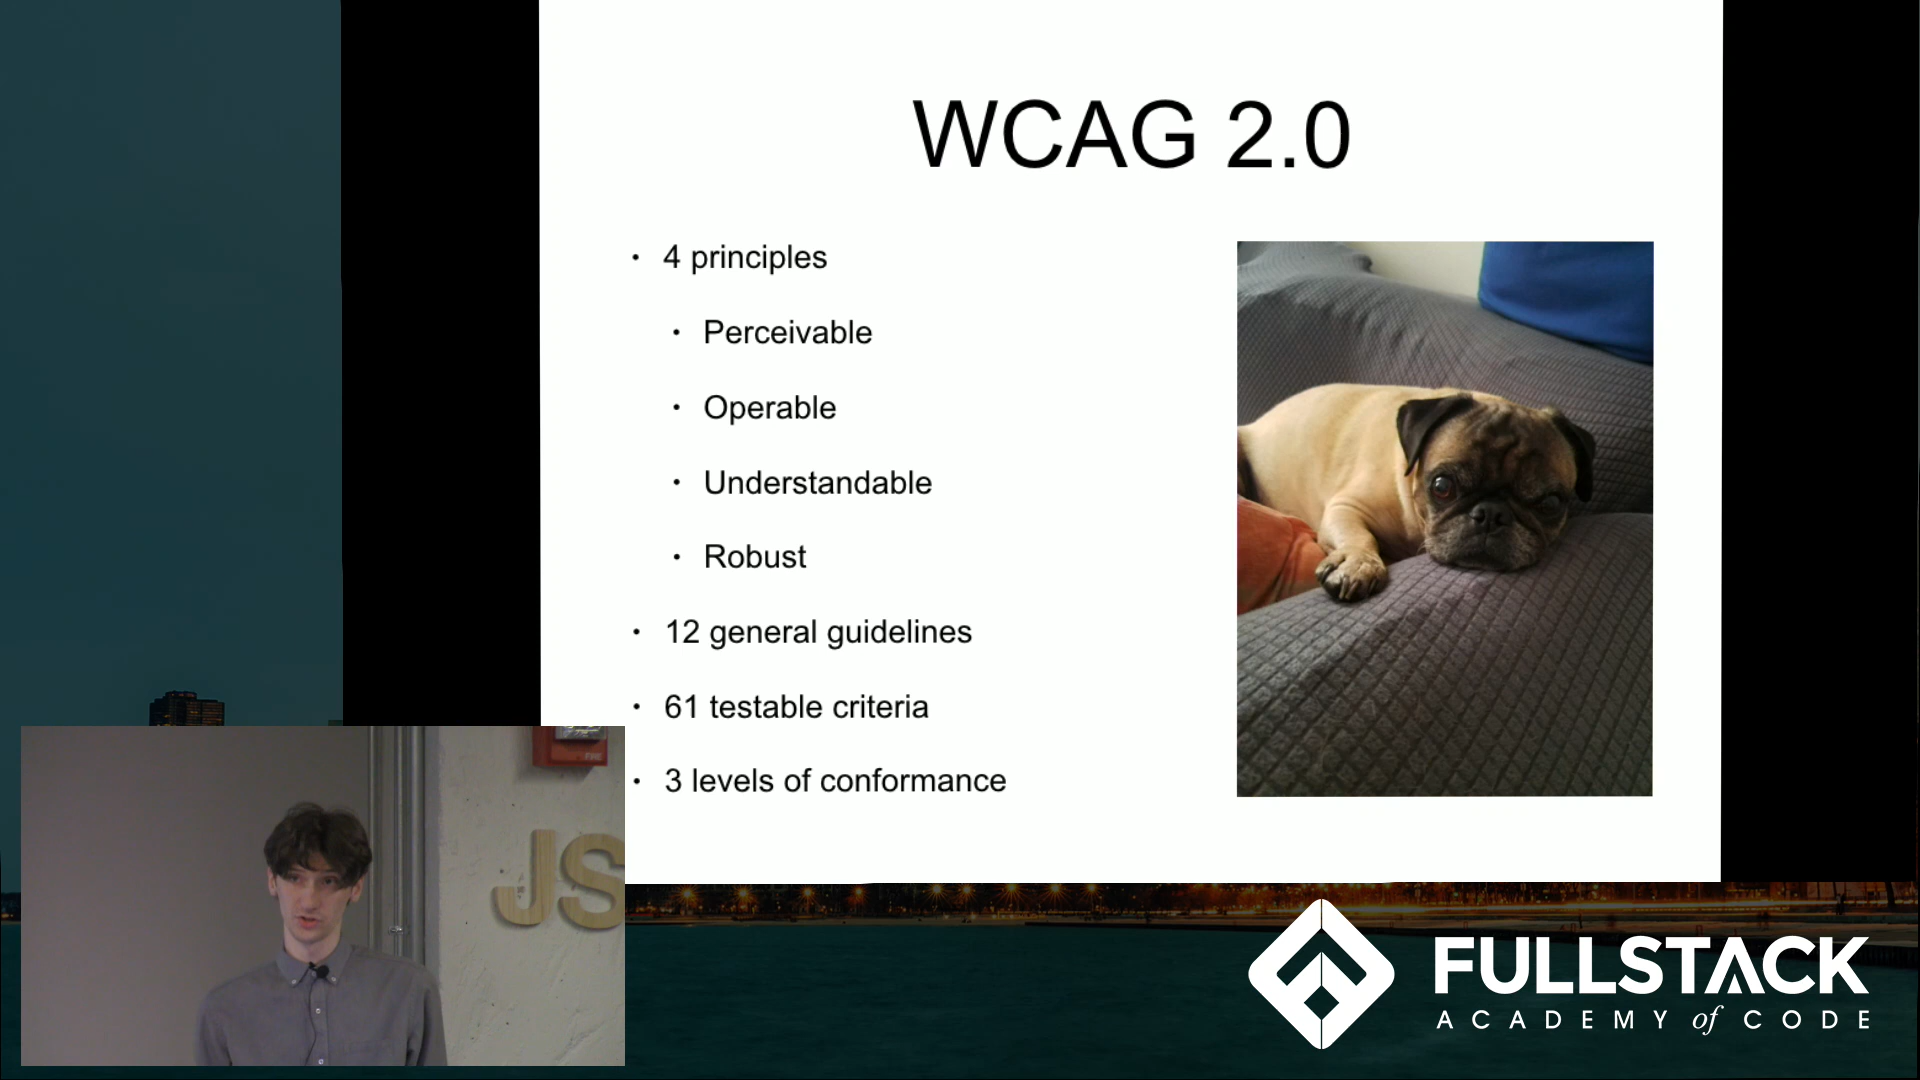 WCAG 2.0
· 4 principles
· Perceivable
· Operable
· Understandable
· Robust
· 12 general guidelines
· 61 testable criteria
· 3 levels of conformance
FIRE
JS
FULLSTACK
ACADEMY of CODE